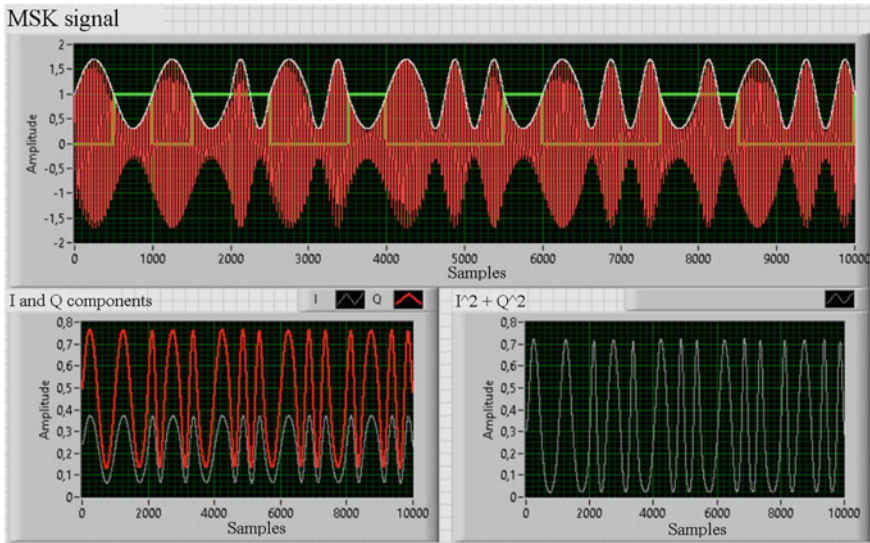 MSK signal
2
1,5
1
0,5
0
-0,5
-1
-1,5
-2
Amplitude
0 1000 2000 3000 4000 5000 6000 7000 8000 9000 10000
Samples
I and Q components
I Q
0,8
0,7
0,6
0,5
0,4
0,3
0,2
0,1
0
Amplitude
0 2000 4000 6000 8000 10000
Samples
I^2 + Q^2
0,8
0,7
0,6
0,5
0,4
0,3
0,2
0,1
0
Amplitude
0 2000 4000 6000 8000 10000
Samples